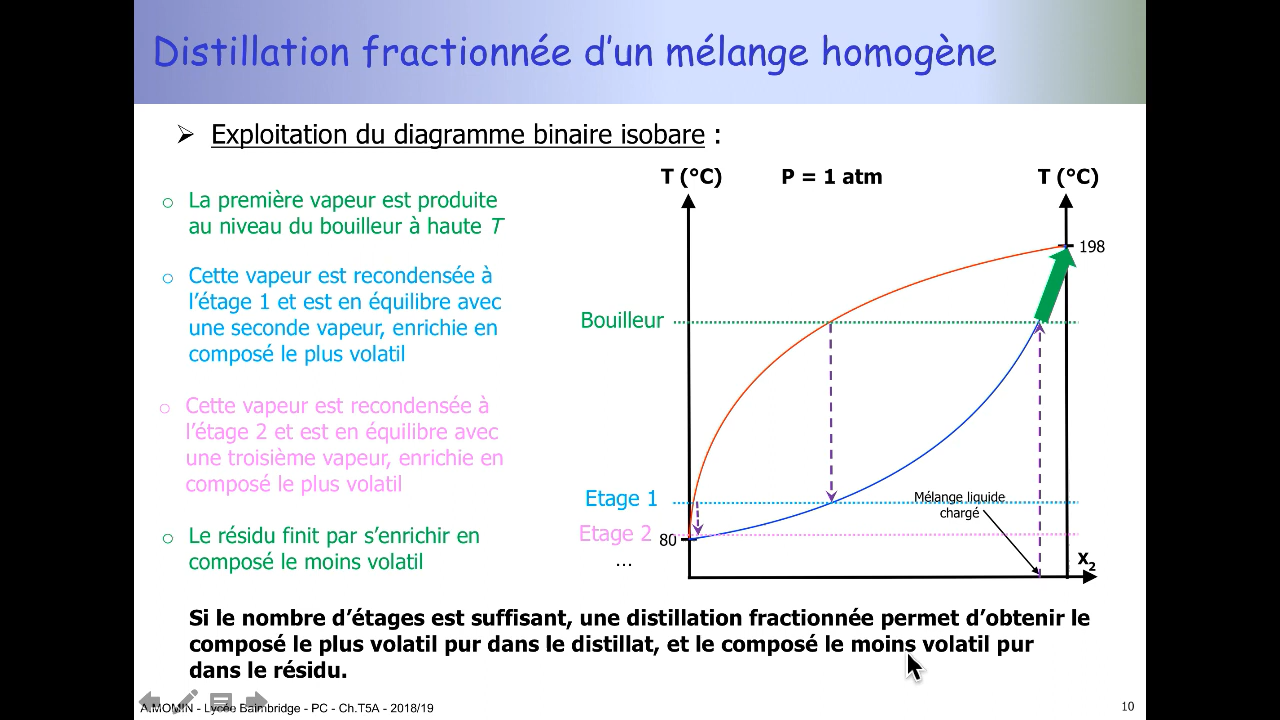 Distillation fractionnée d’un mélange homogène
➢ Exploitation du diagramme binaire isobare :
o La première vapeur est produite
au niveau du bouilleur à haute T
o Cette vapeur est recondensée à
l’étage 1 et est en équilibre avec
une seconde vapeur, enrichie en
composé le plus volatil
o Cette vapeur est recondensée à
l’étage 2 et est en équilibre avec
une troisième vapeur, enrichie en
composé le plus volatil
o Le résidu finit par s’enrichir en
composé le moins volatil
T (°C) P = 1 atm T (°C)
198
Bouilleur
Etage 1
Mélange liquide
chargé
Etage 2 80
...
X2
Si le nombre d’étages est suffisant, une distillation fractionnée permet d’obtenir le
composé le plus volatil pur dans le distillat, et le composé le moins volatil pur
dans le résidu.
A.MOMIN - Lycée Baimbridge - PC - Ch.T5A - 2018/19
10